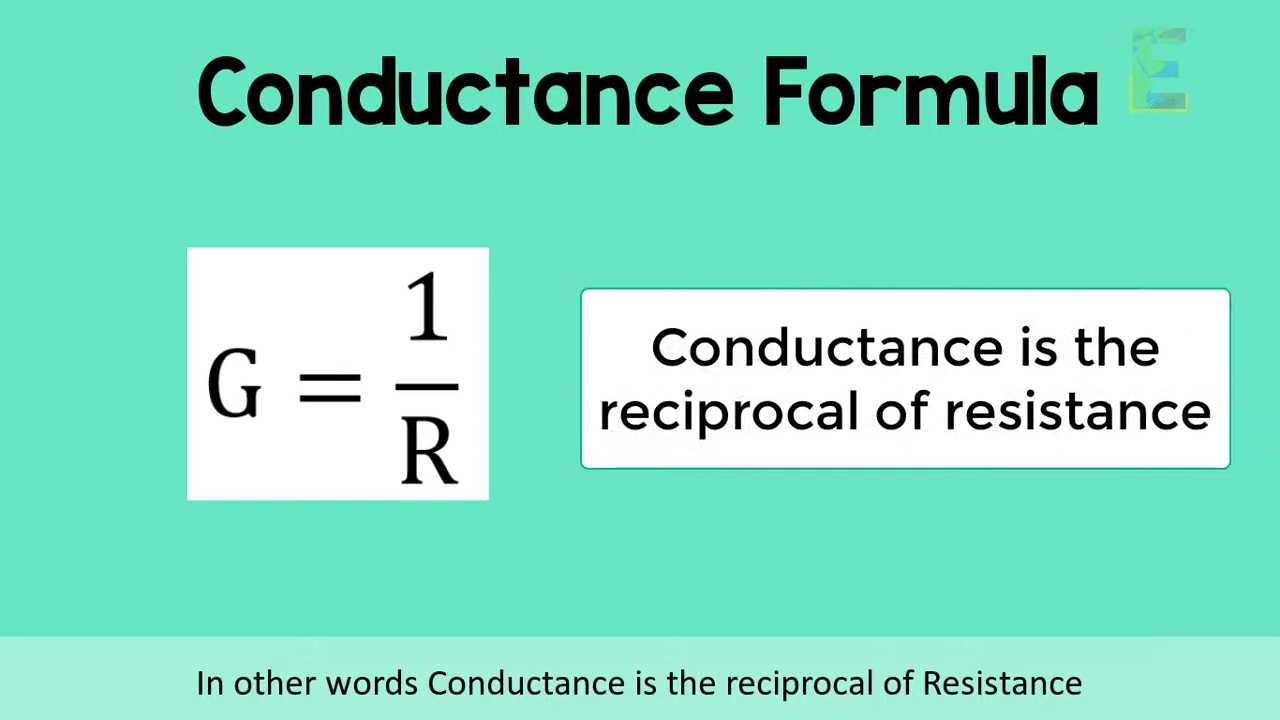 Conductance Formula
E
G = 1/R
Conductance is the
reciprocal of resistance
In other words Conductance is the reciprocal of Resistance